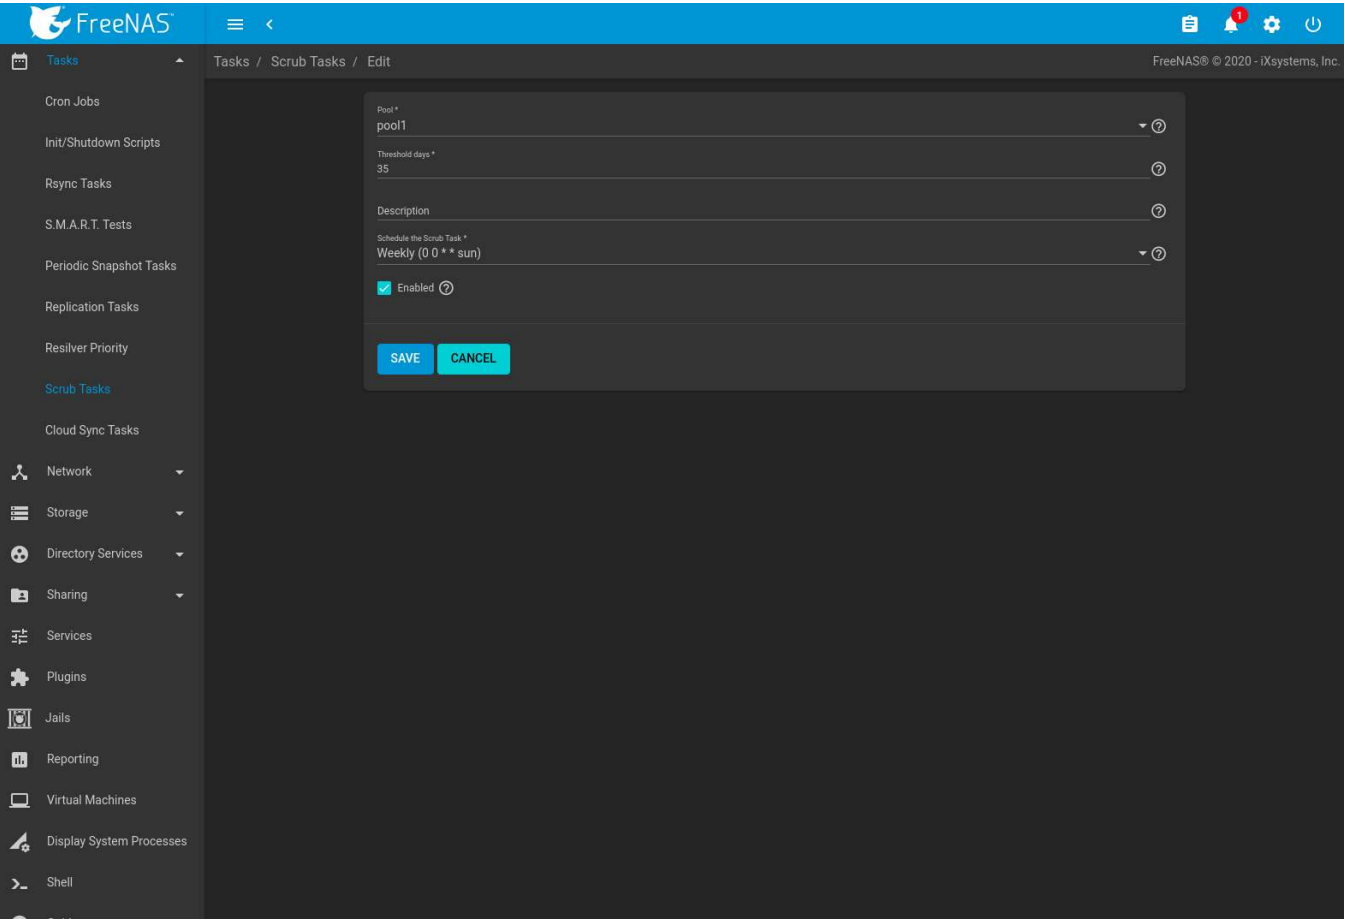 FreeNAS™
1
Tasks
Tasks / Scrub Tasks / Edit
FreeNAS® © 2020 - iXsystems, Inc.
Cron Jobs
Init/Shutdown Scripts
Rsync Tasks
S.M.A.R.T. Tests
Periodic Snapshot Tasks
Replication Tasks
Resilver Priority
Scrub Tasks
Cloud Sync Tasks
Network
Storage
Directory Services
Sharing
Services
Plugins
Jails
Reporting
Virtual Machines
Display System Processes
Shell
Pool *
pool1
Threshold days *
35
Description
Schedule the Scrub Task *
Weekly (0 0 * * sun)
Enabled
SAVE CANCEL